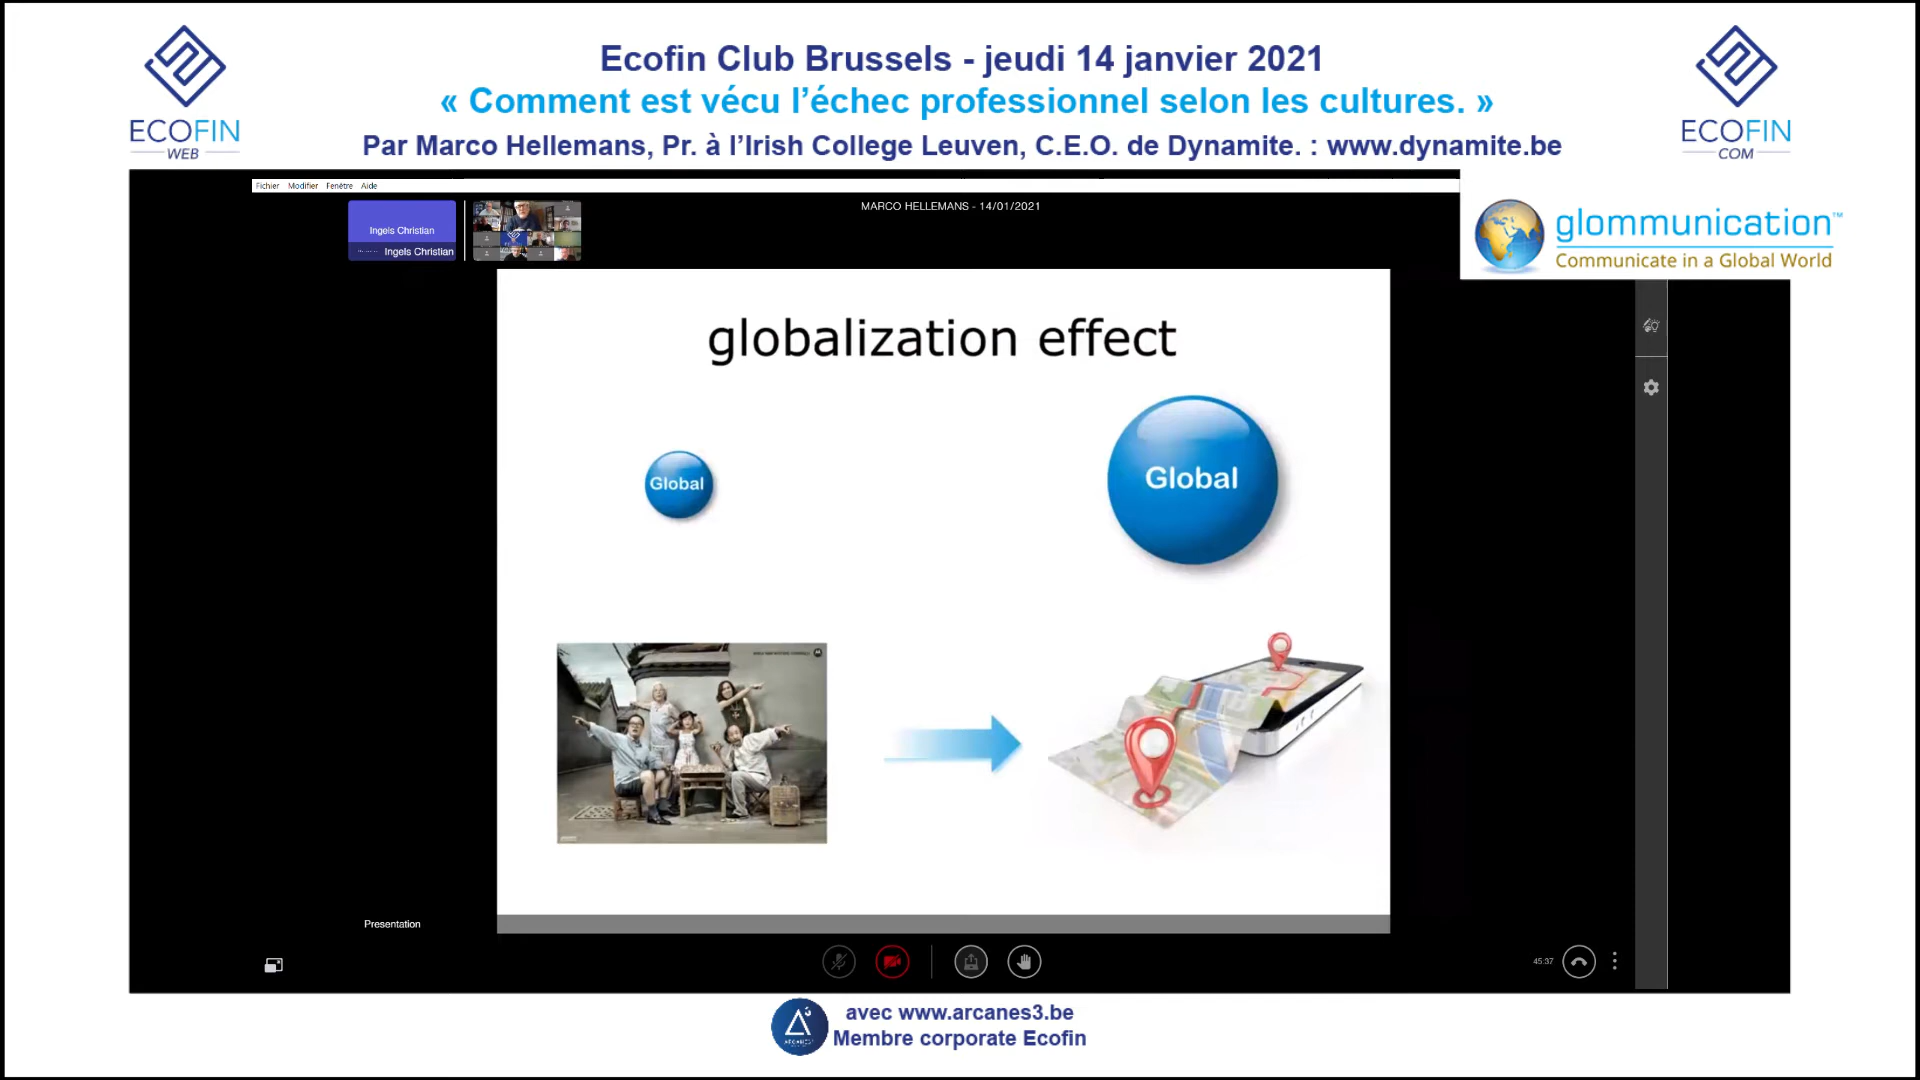 Ecofin Club Brussels - jeudi 14 janvier 2021
« Comment est vécu l’échec professionnel selon les cultures. »
Par Marco Hellemans, Pr. à l’Irish College Leuven, C.E.O. de Dynamite. : www.dynamite.be
ECOFIN
WEB
ECOFIN
COM
Fichier Modifier Fenêtre Aide
MARCO HELLEMANS - 14/01/2021
Ingels Christian
Ingels Christian
glommunication™
Communicate in a Global World
globalization effect
Global
Global
Presentation
45:37
avec www.arcanes3.be
Membre corporate Ecofin
ARCANES